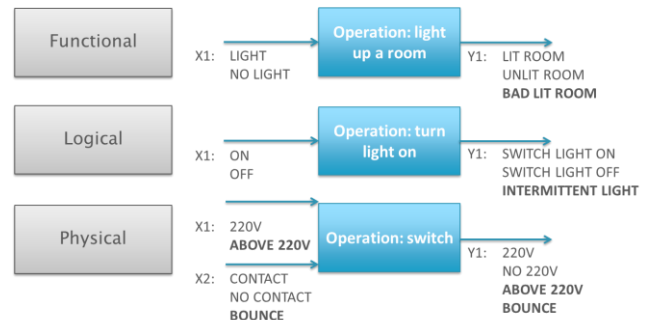 Functional
X1: LIGHT
NO LIGHT
Operation: light
up a room
Y1: LIT ROOM
UNLIT ROOM
BAD LIT ROOM
Logical
X1: ON
OFF
Operation: turn
light on
Y1: SWITCH LIGHT ON
SWITCH LIGHT OFF
INTERMITTENT LIGHT
Physical
X1: 220V
ABOVE 220V
X2: CONTACT
NO CONTACT
BOUNCE
Operation: switch
Y1: 220V
NO 220V
ABOVE 220V
BOUNCE